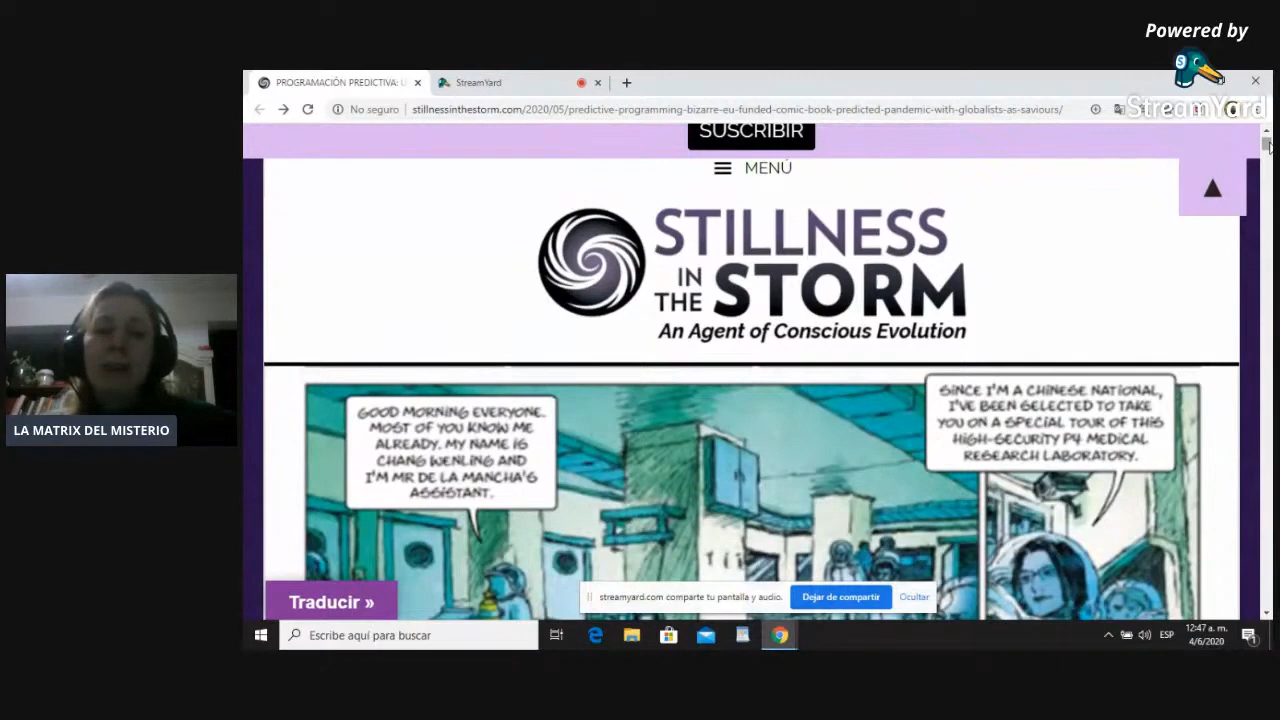 Powered by
StreamYard
PROGRAMACIÓN PREDICTIVA: U
StreamYard
No seguro
stillnessinthestorm.com/2020/05/predictive-programming-bizarre-eu-funded-comic-book-predicted-pandemic-with-globalists-as-saviours/
SUSCRIBIR
MENÚ
STILLNESS
IN
THE STORM
An Agent of Conscious Evolution
GOOD MORNING EVERYONE.
MOST OF YOU KNOW ME
ALREADY. MY NAME IS
CHANG WENLING AND
I'M MR DE LA MANCHA'S
ASSISTANT.
SINCE I'M A CHINESE NATIONAL,
I'VE BEEN SELECTED TO TAKE
YOU ON A SPECIAL TOUR OF THIS
HIGH-SECURITY P4 MEDICAL
RESEARCH LABORATORY.
LA MATRIX DEL MISTERIO
Traducir »
streamyard.com comparte tu pantalla y audio.
Dejar de compartir
Ocultar
Escribe aquí para buscar
ESP
12:47 a. m.
4/6/2020